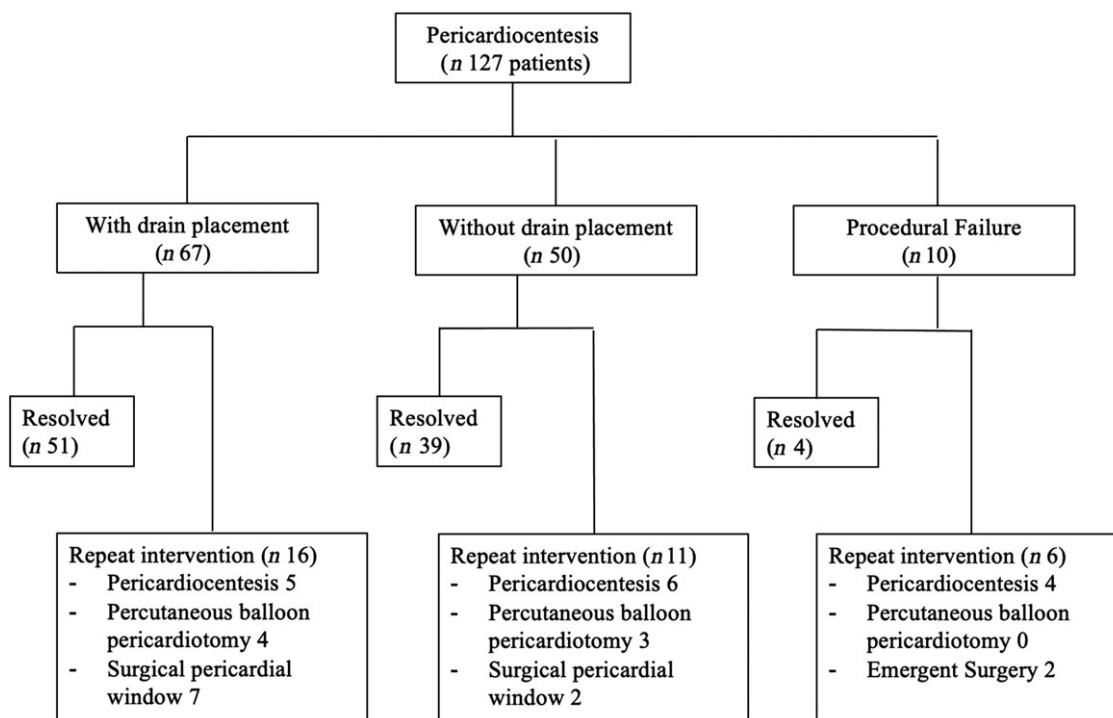 Pericardiocentesis
(n 127 patients)
With drain placement
(n 67)
Without drain placement
(n 50)
Procedural Failure
(n 10)
Resolved
(n 51)
Resolved
(n 39)
Resolved
(n 4)
Repeat intervention (n 16)
- Pericardiocentesis 5
- Percutaneous balloon
pericardiotomy 4
- Surgical pericardial
window 7
Repeat intervention (n 11)
- Pericardiocentesis 6
- Percutaneous balloon
pericardiotomy 3
- Surgical pericardial
window 2
Repeat intervention (n 6)
- Pericardiocentesis 4
- Percutaneous balloon
pericardiotomy 0
- Emergent Surgery 2